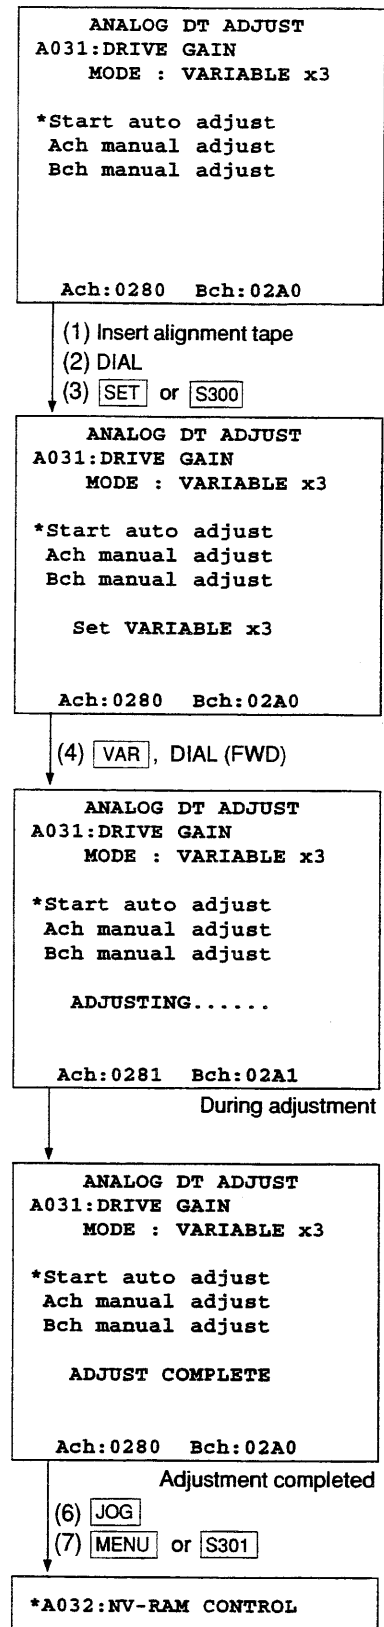 ANALOG DT ADJUST
A031:DRIVE GAIN
MODE : VARIABLE x3
*Start auto adjust
Ach manual adjust
Bch manual adjust
Ach:0280 Bch:02A0
(1) Insert alignment tape
(2) DIAL
(3) SET or S300
ANALOG DT ADJUST
A031:DRIVE GAIN
MODE : VARIABLE x3
*Start auto adjust
Ach manual adjust
Bch manual adjust
Set VARIABLE x3
Ach:0280 Bch:02A0
(4) VAR, DIAL (FWD)
ANALOG DT ADJUST
A031:DRIVE GAIN
MODE : VARIABLE x3
*Start auto adjust
Ach manual adjust
Bch manual adjust
ADJUSTING......
Ach:0281 Bch:02A1
During adjustment
ANALOG DT ADJUST
A031:DRIVE GAIN
MODE : VARIABLE x3
*Start auto adjust
Ach manual adjust
Bch manual adjust
ADJUST COMPLETE
Ach:0280 Bch:02A0
Adjustment completed
(6) JOG
(7) MENU or S301
*A032:NV-RAM CONTROL